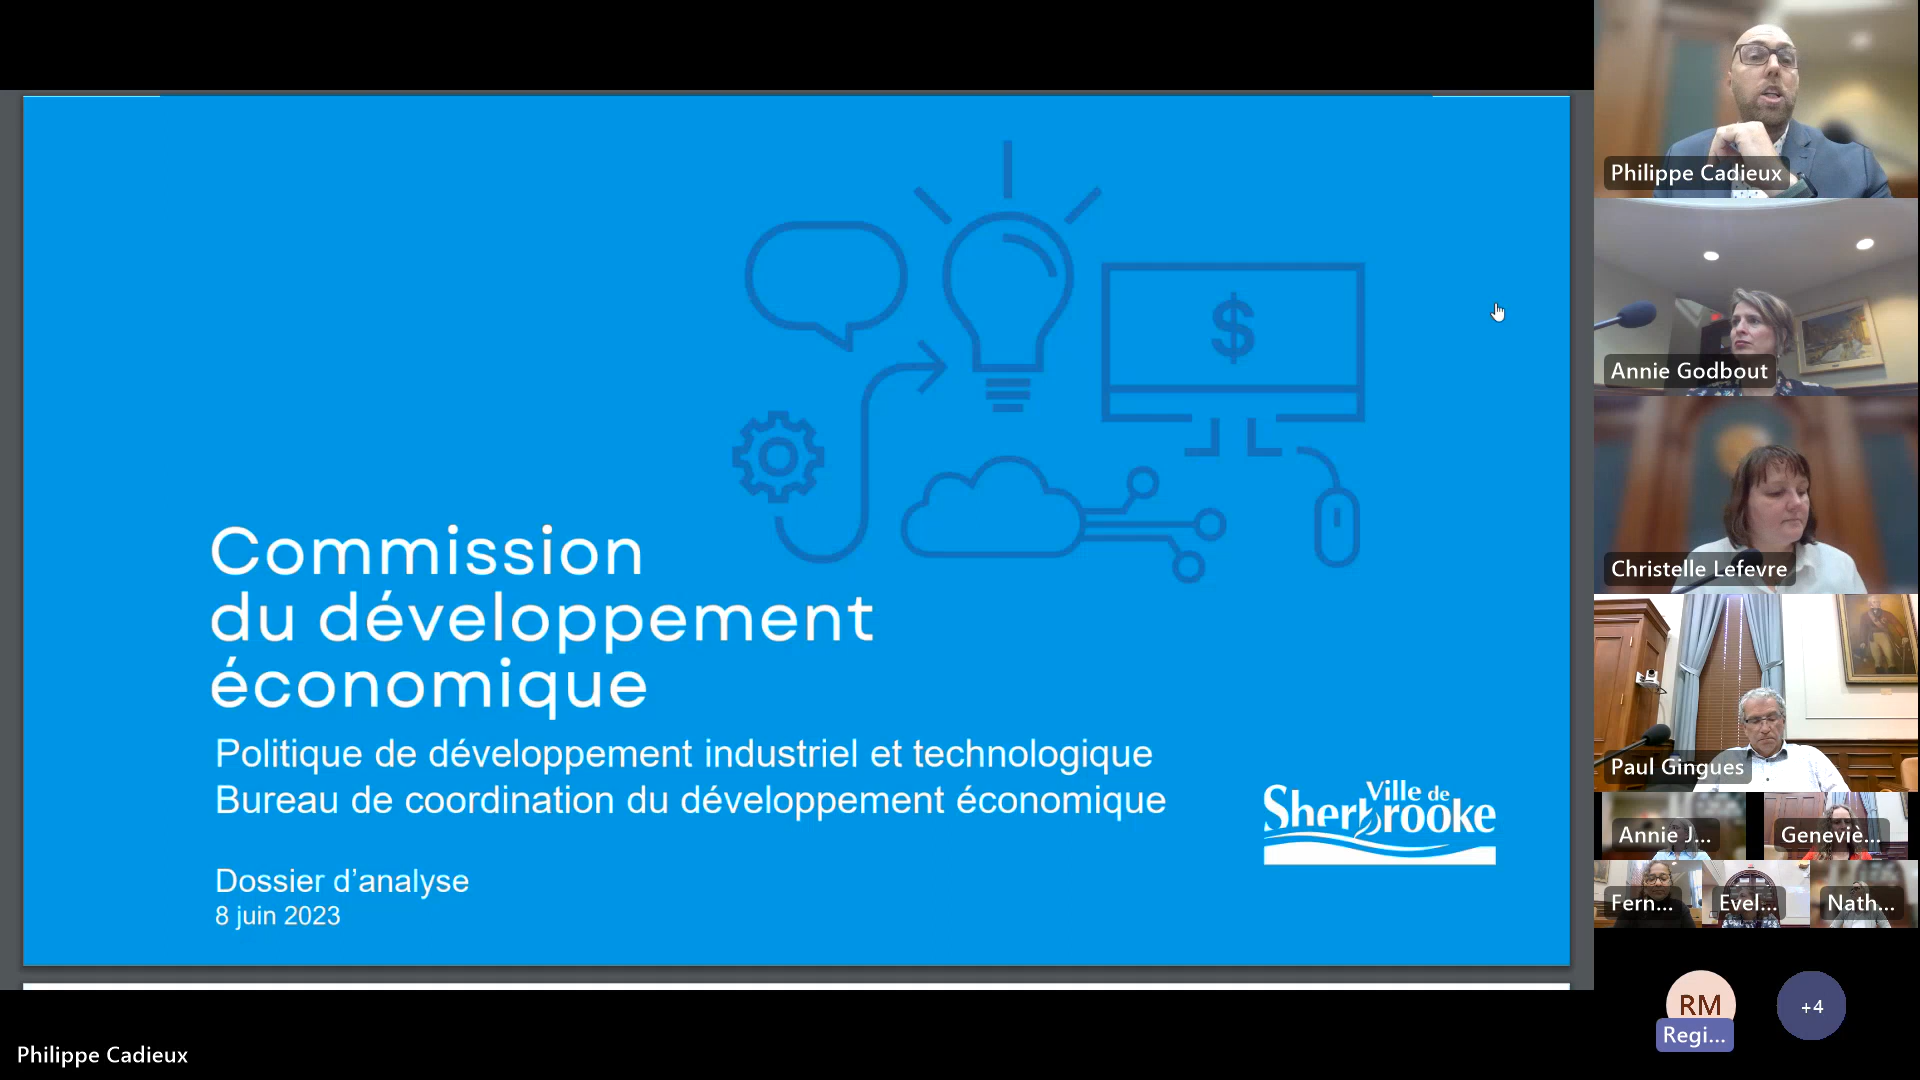 Commission
du développement
économique
Politique de développement industriel et technologique
Bureau de coordination du développement économique
Dossier d’analyse
8 juin 2023
Ville de
Sherbrooke
$
Philippe Cadieux
Annie Godbout
Christelle Lefevre
Paul Gingues
Annie J...
Geneviè...
Fern...
Evel...
Nath...
RM
+4
Regi...
Philippe Cadieux